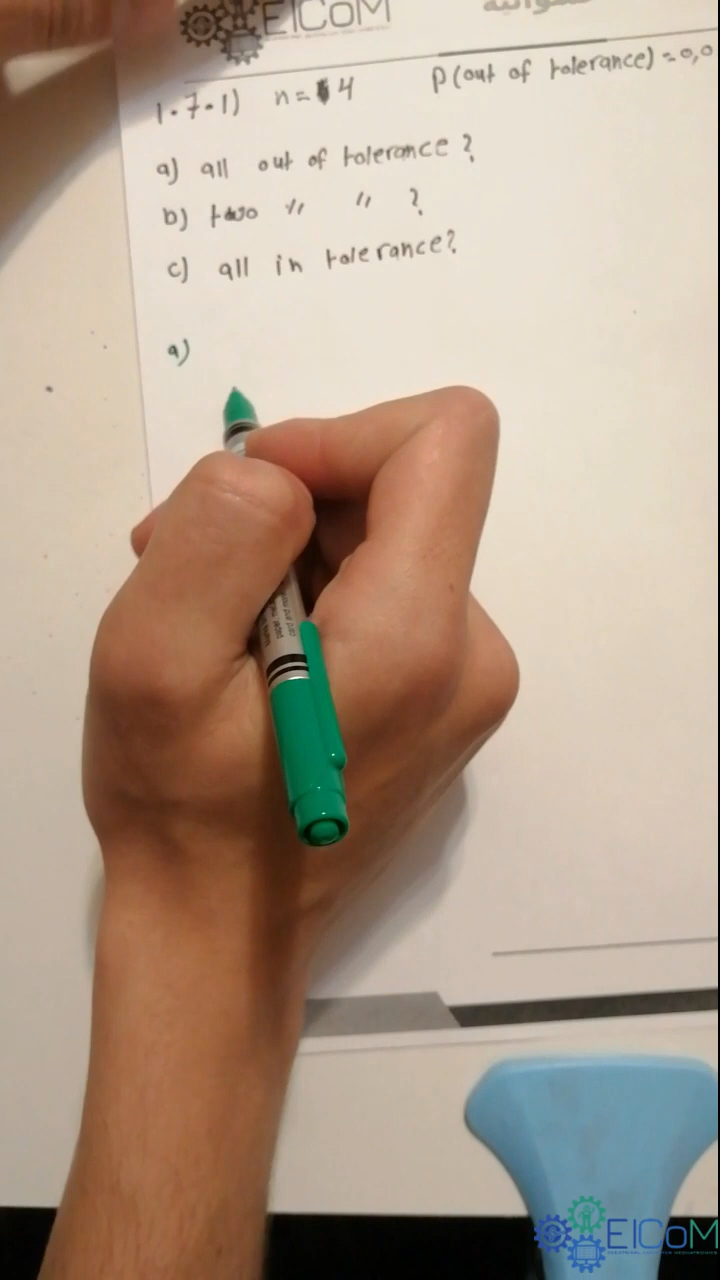 EICoM
1.7.1) n=4 P(out of tolerance)=0,0
a) all out of tolerance?
b) two " " ?
c) all in tolerance?
a)
EICoM